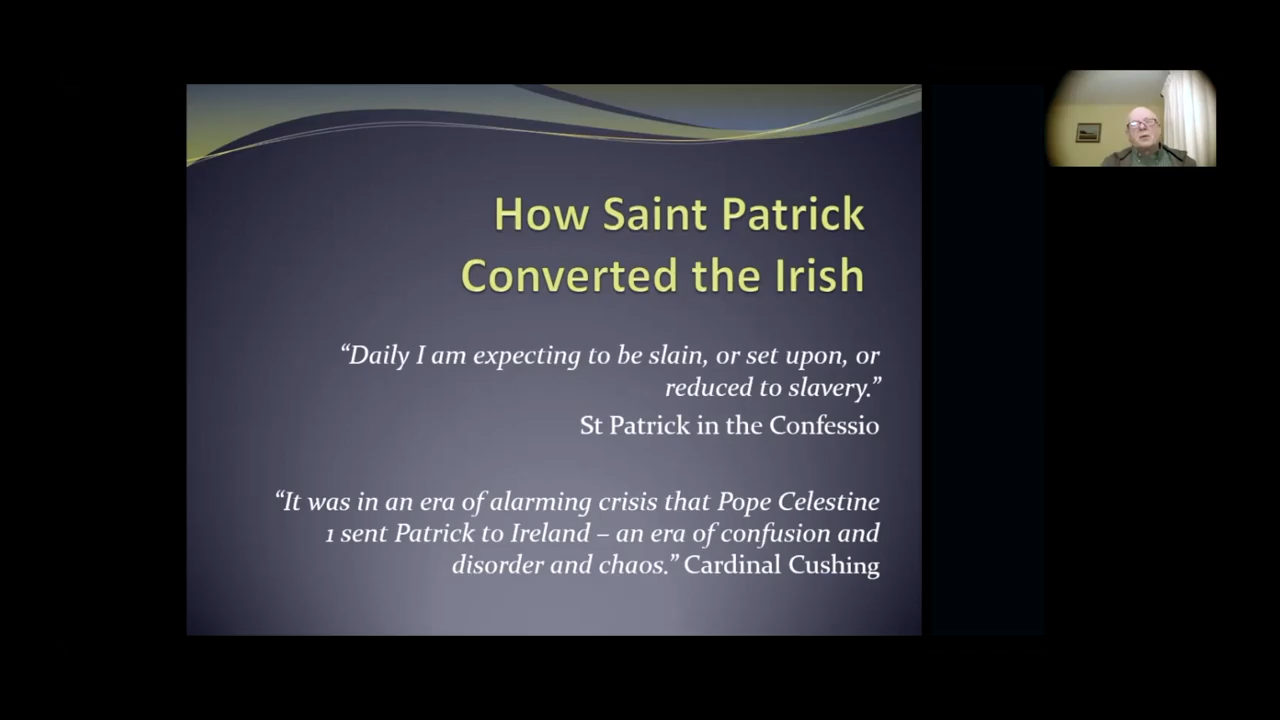 How Saint Patrick
Converted the Irish
“Daily I am expecting to be slain, or set upon, or
reduced to slavery.”
St Patrick in the Confessio
“It was in an era of alarming crisis that Pope Celestine
1 sent Patrick to Ireland – an era of confusion and
disorder and chaos.” Cardinal Cushing